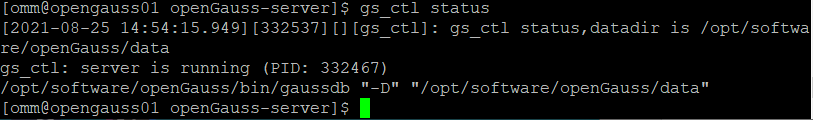 [omm@opengauss01 openGauss-server]$ gs_ctl status
[2021-08-25 14:54:15.949][332537][][gs_ctl]: gs_ctl status,datadir is /opt/softwa
re/openGauss/data
gs_ctl: server is running (PID: 332467)
/opt/software/openGauss/bin/gaussdb "-D" "/opt/software/openGauss/data"
[omm@opengauss01 openGauss-server]$